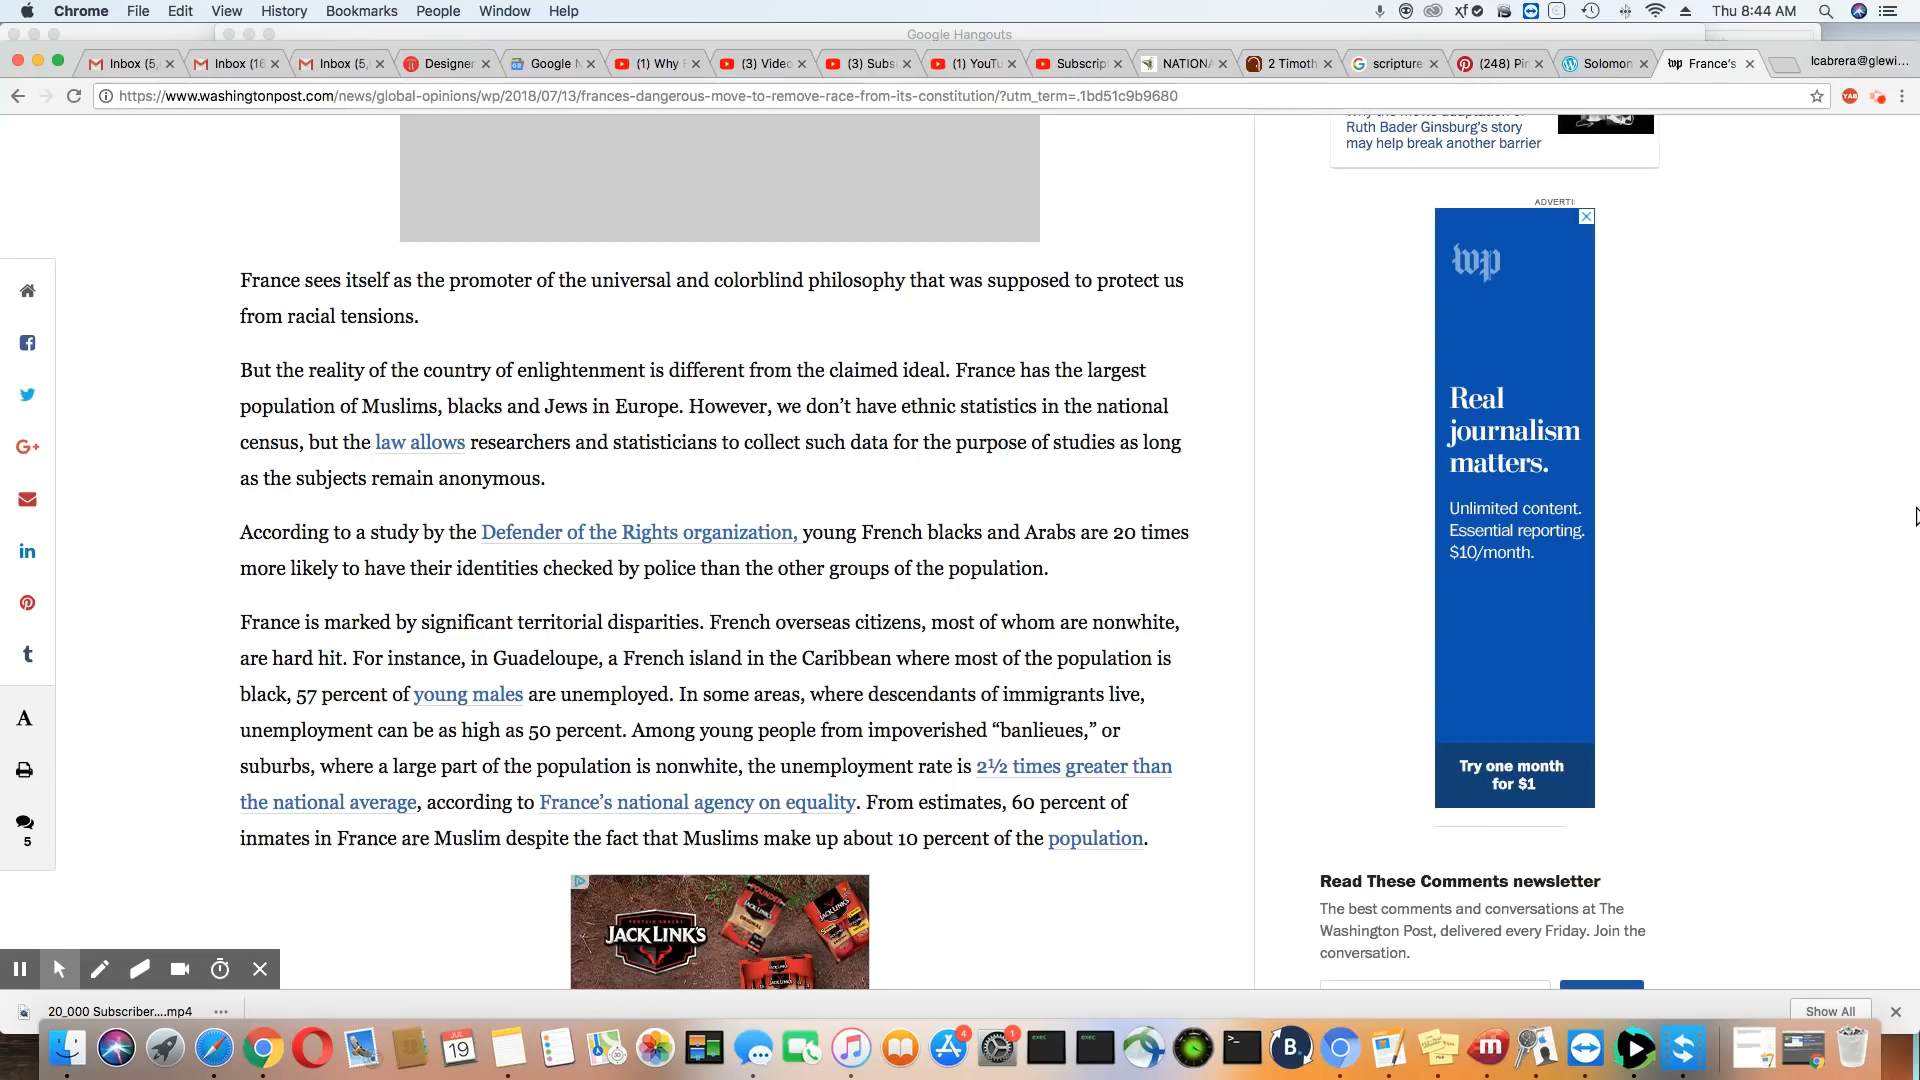 Chrome File Edit View History Bookmarks People Window Help Thu 8:44 AM
Google Hangouts
Inbox (5, Inbox (16 Inbox (5, Designer Google N (1) Why (3) Video (3) Subs (1) YouTu Subscrip NATIONA 2 Timoth scripture (248) Pin Solomon France's lcabrera@glewi...
https://www.washingtonpost.com/news/global-opinions/wp/2018/07/13/frances-dangerous-move-to-remove-race-from-its-constitution/?utm_term=.1bd51c9b9680
Ruth Bader Ginsburg's story
may help break another barrier
ADVERTI
France sees itself as the promoter of the universal and colorblind philosophy that was supposed to protect us
from racial tensions.
But the reality of the country of enlightenment is different from the claimed ideal. France has the largest
population of Muslims, blacks and Jews in Europe. However, we don't have ethnic statistics in the national
census, but the law allows researchers and statisticians to collect such data for the purpose of studies as long
as the subjects remain anonymous.
According to a study by the Defender of the Rights organization, young French blacks and Arabs are 20 times
more likely to have their identities checked by police than the other groups of the population.
France is marked by significant territorial disparities. French overseas citizens, most of whom are nonwhite,
are hard hit. For instance, in Guadeloupe, a French island in the Caribbean where most of the population is
black, 57 percent of young males are unemployed. In some areas, where descendants of immigrants live,
unemployment can be as high as 50 percent. Among young people from impoverished “banlieues,” or
suburbs, where a large part of the population is nonwhite, the unemployment rate is 2½ times greater than
the national average, according to France's national agency on equality. From estimates, 60 percent of
inmates in France are Muslim despite the fact that Muslims make up about 10 percent of the population.
5
wp
Real
journalism
matters.
Unlimited content.
Essential reporting.
$10/month.
Try one month
for $1
Read These Comments newsletter
The best comments and conversations at The
Washington Post, delivered every Friday. Join the
conversation.
JACK LINK'S
20_000 Subscriber....mp4
Show All
JUL
19
4
1
exec
exec
B.